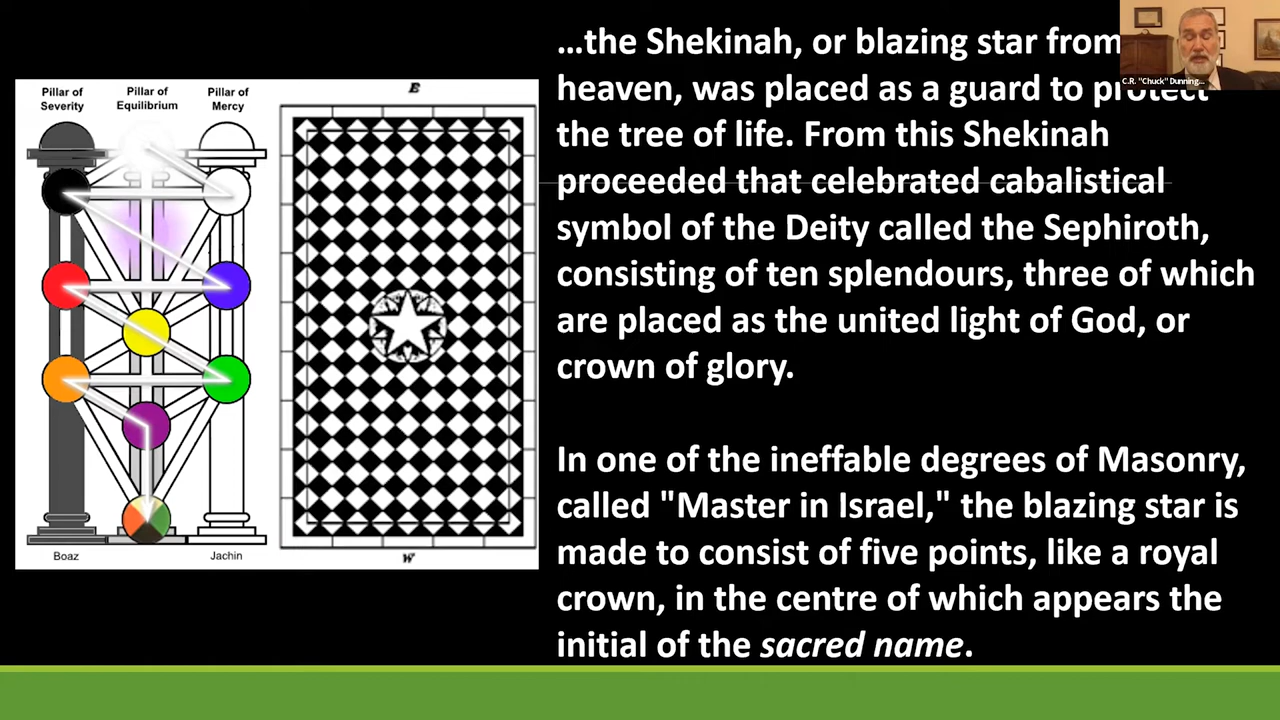 Pillar of Severity
Pillar of Equilibrium
Pillar of Mercy
E
W
Boaz
Jachin
…the Shekinah, or blazing star from
heaven, was placed as a guard to protect
the tree of life. From this Shekinah
proceeded that celebrated cabalistical
symbol of the Deity called the Sephiroth,
consisting of ten splendours, three of which
are placed as the united light of God, or
crown of glory.
In one of the ineffable degrees of Masonry,
called "Master in Israel," the blazing star is
made to consist of five points, like a royal
crown, in the centre of which appears the
initial of the sacred name.
C.R. "Chuck" Dunning...